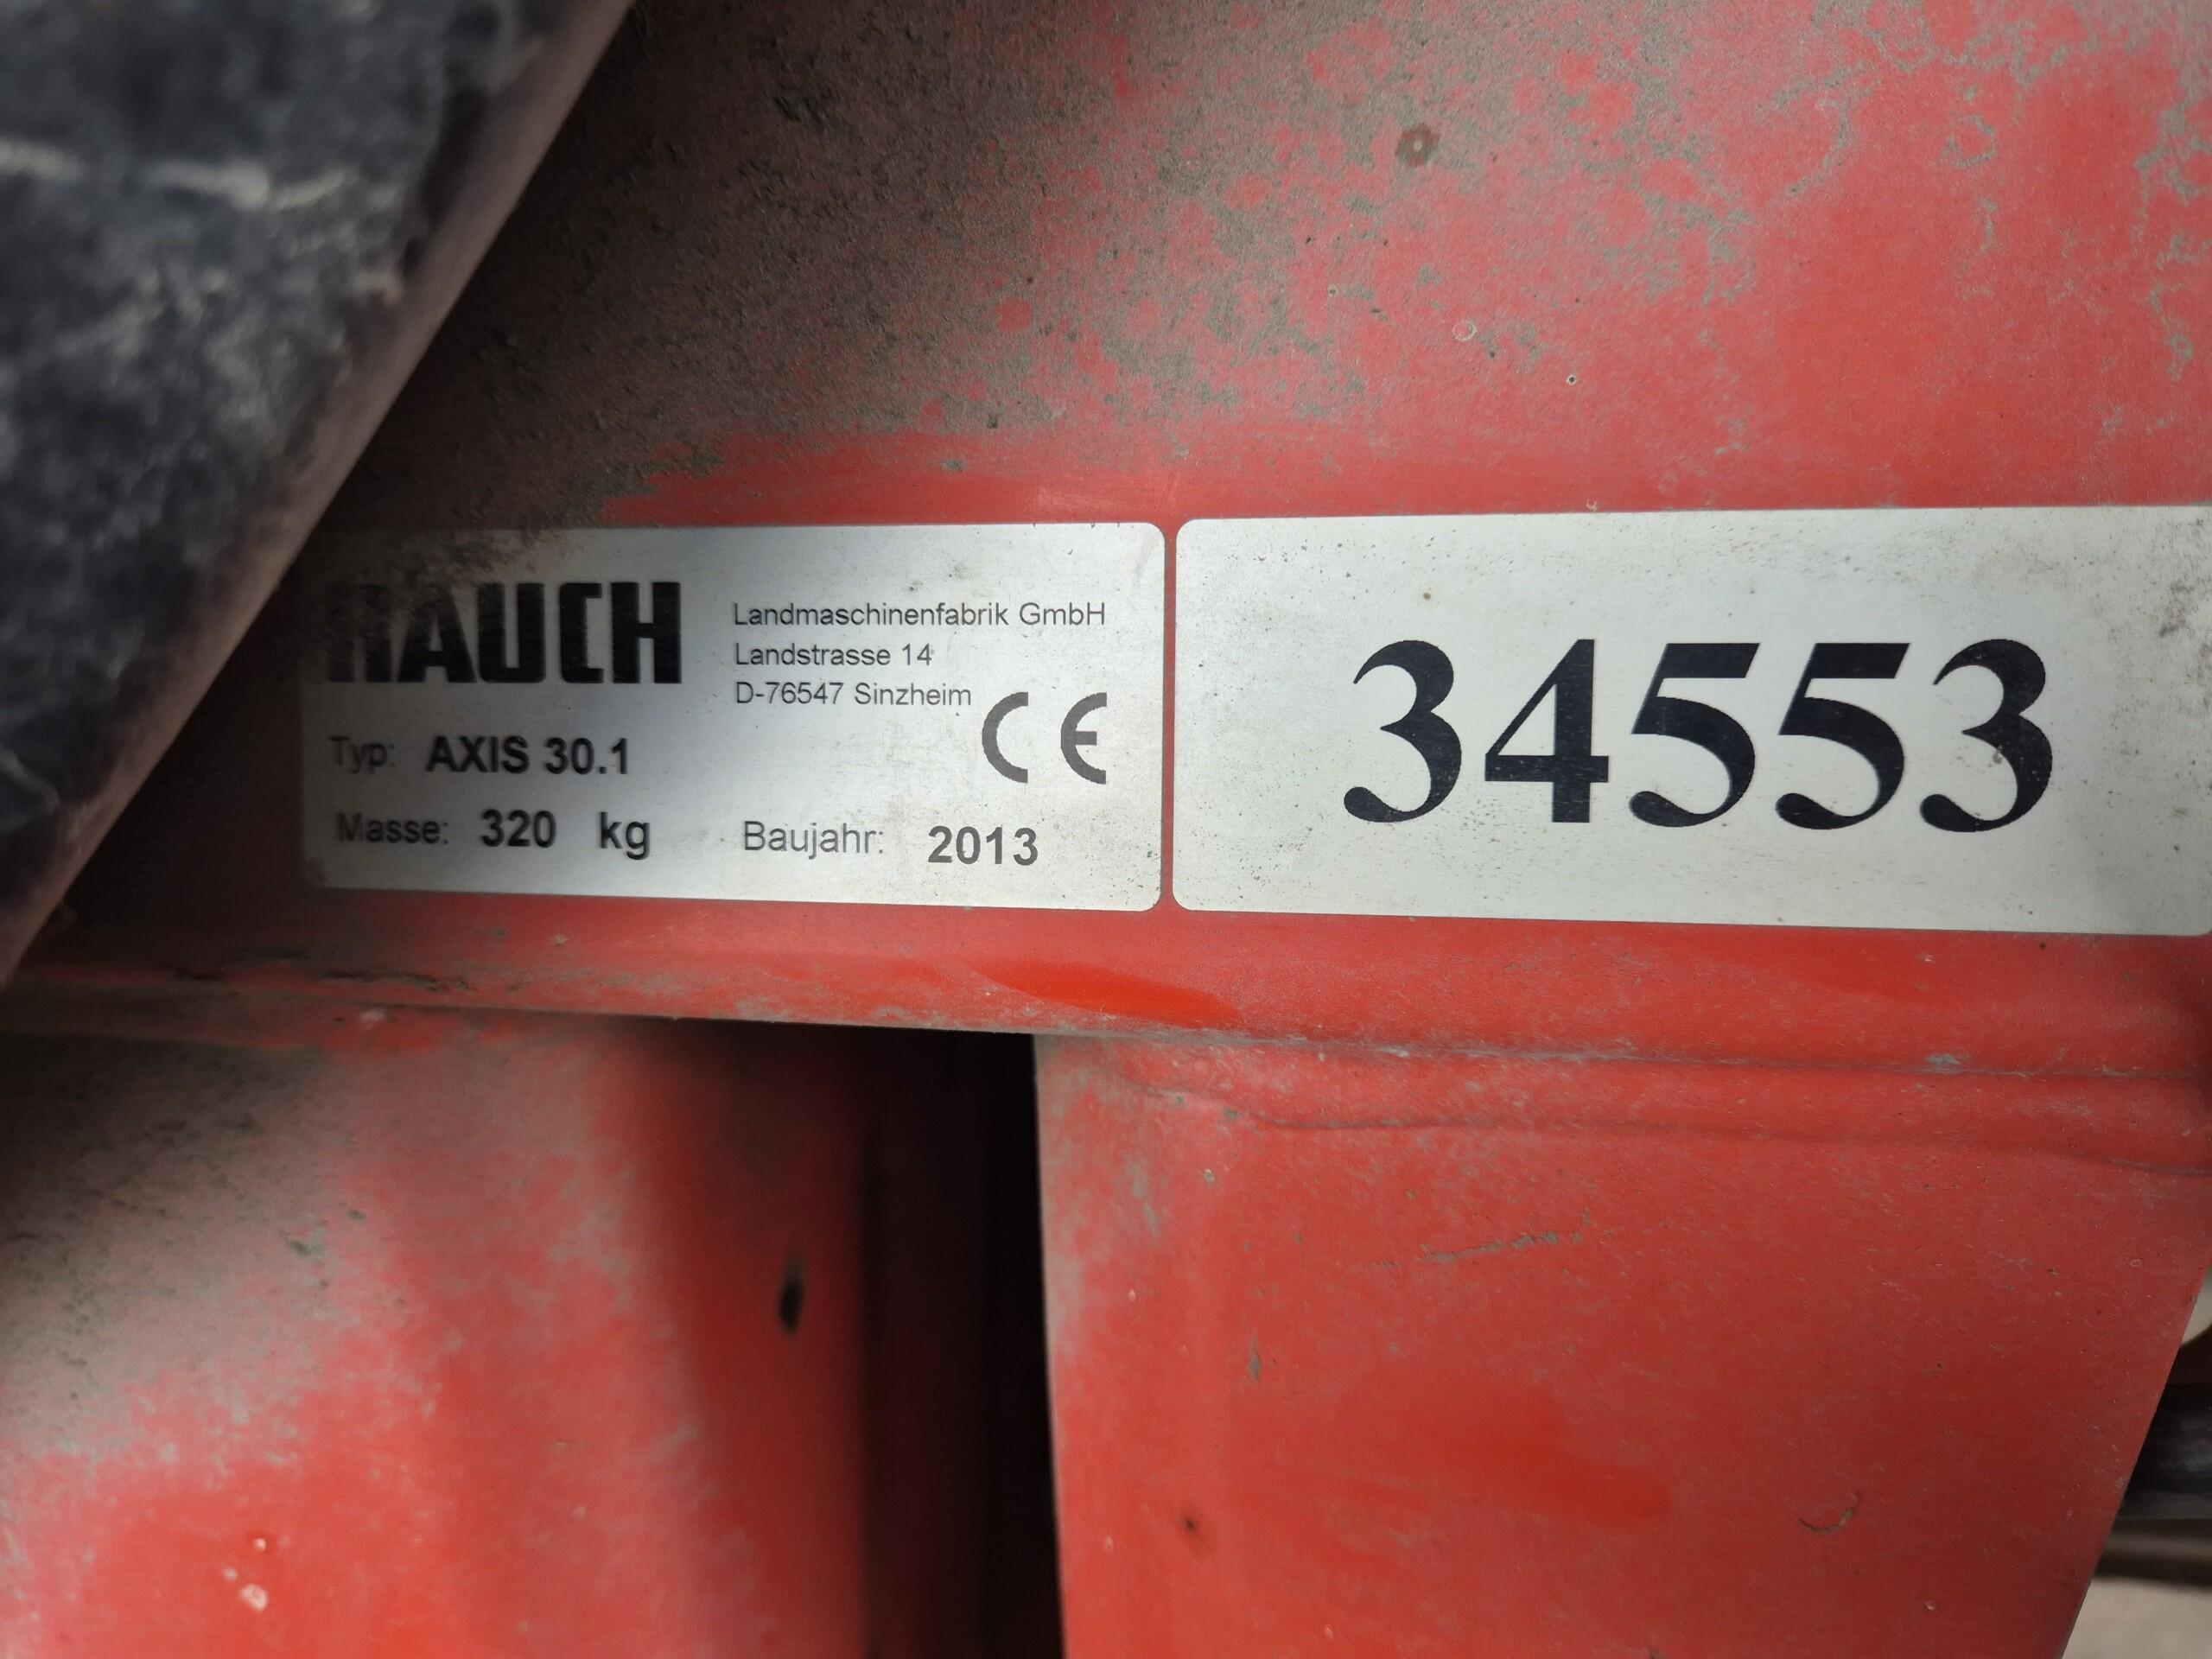 RAUCH
Landmaschinenfabrik GmbH
Landstrasse 14
D-76547 Sinzheim
CE
Typ: AXIS 30.1
Masse: 320 kg Baujahr: 2013
34553